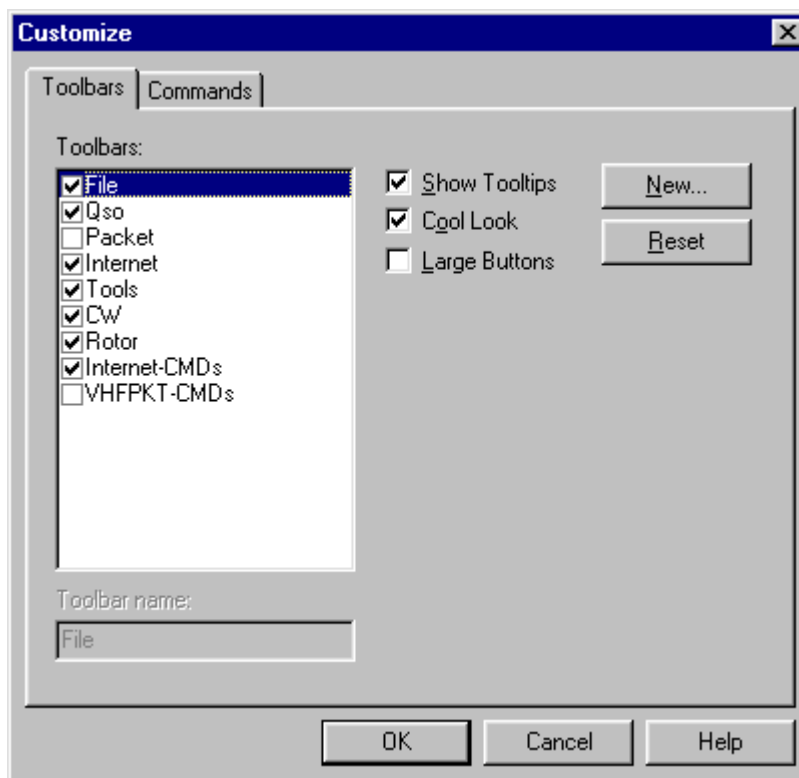 Customize
Toolbars Commands
Toolbars:
File
Qso
Packet
Internet
Tools
CW
Rotor
Internet-CMDs
VHFPKT-CMDs
Show Tooltips
Cool Look
Large Buttons
New...
Reset
Toolbar name:
File
OK Cancel Help